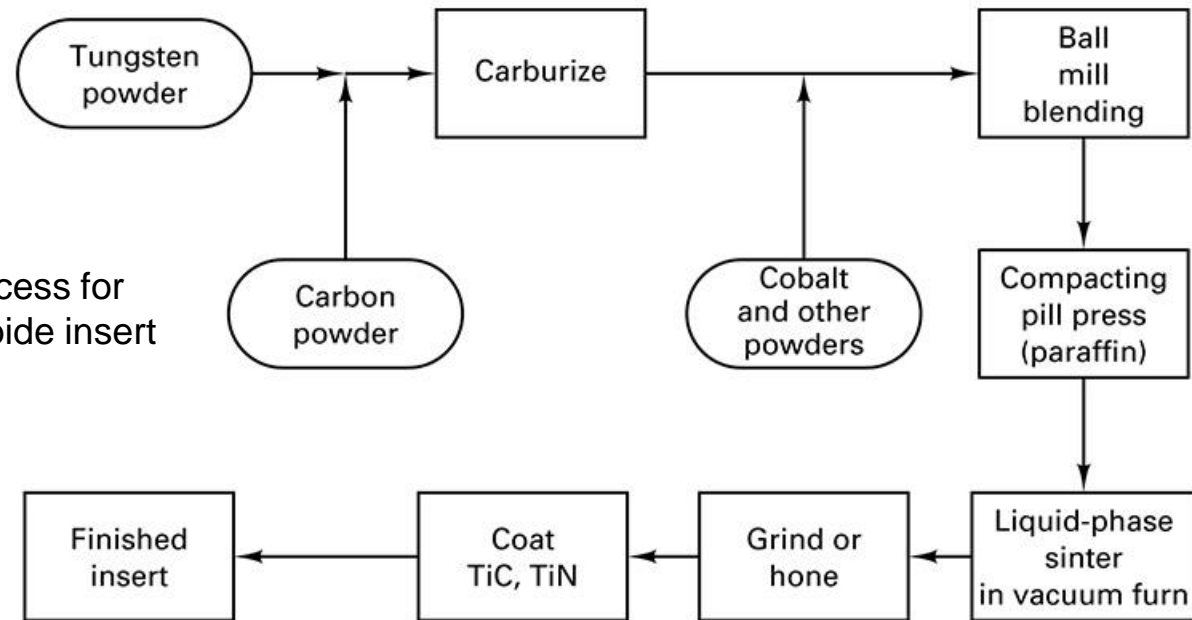 Tungsten
powder
Carburize
Ball
mill
blending
cess for
ide insert
Carbon
powder
Cobalt
and other
powders
Compacting
pill press
(paraffin)
Finished
insert
Coat
TiC, TiN
Grind or
hone
Liquid-phase
sinter
in vacuum furn